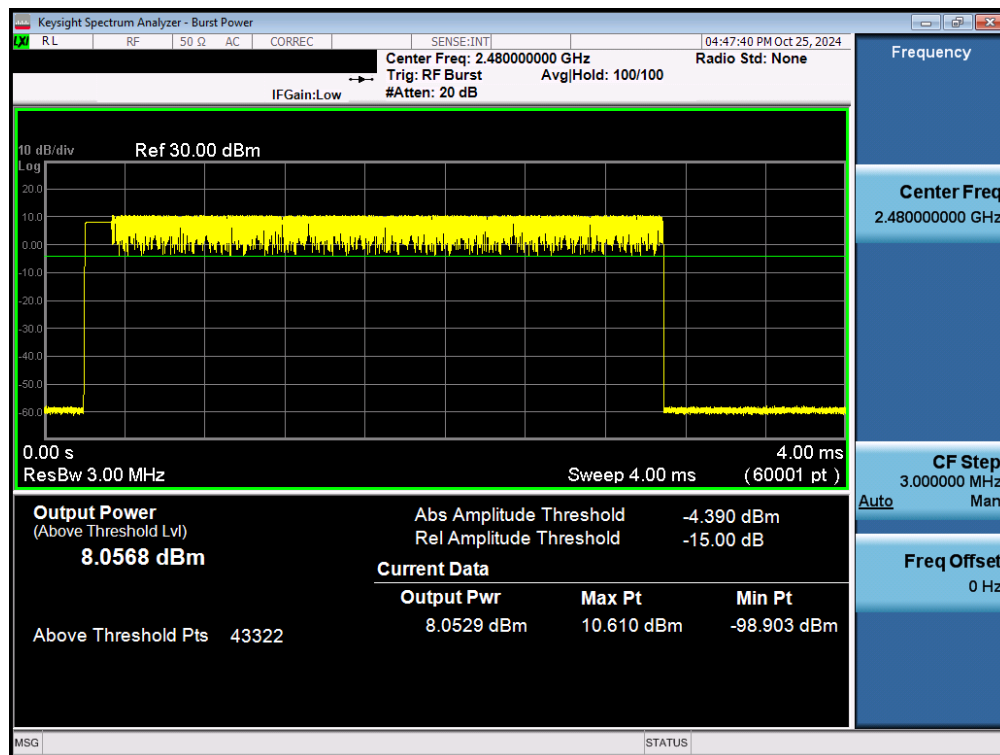 Keysight Spectrum Analyzer - Burst Power
LXI RL RF 50 Ω AC CORREC SENSE:INT 04:47:40 PM Oct 25, 2024
Center Freq: 2.480000000 GHz Radio Std: None
Trig: RF Burst Avg|Hold: 100/100
IFGain:Low #Atten: 20 dB
Frequency
10 dB/div Ref 30.00 dBm
Log
20.0
10.0
0.00
-10.0
-20.0
-30.0
-40.0
-50.0
-60.0
0.00 s 4.00 ms
ResBw 3.00 MHz Sweep 4.00 ms (60001 pt)
Center Freq
2.480000000 GHz
CF Step
3.000000 MHz
Auto Man
Freq Offset
0 Hz
Output Power
(Above Threshold Lvl)
8.0568 dBm
Above Threshold Pts 43322
Abs Amplitude Threshold -4.390 dBm
Rel Amplitude Threshold -15.00 dB
Current Data
Output Pwr Max Pt Min Pt
8.0529 dBm 10.610 dBm -98.903 dBm
MSG STATUS